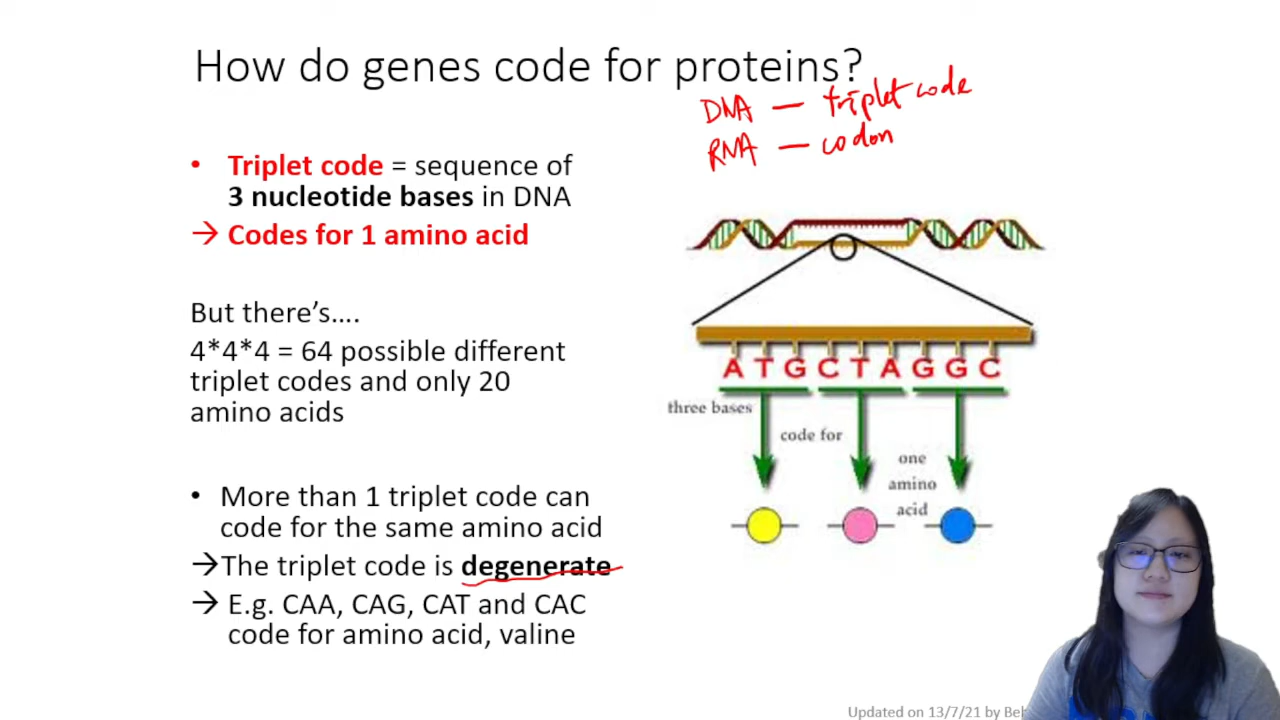 How do genes code for proteins?
DNA — triplet code
RNA — codon
• Triplet code = sequence of
3 nucleotide bases in DNA
→ Codes for 1 amino acid
But there’s….
4*4*4 = 64 possible different
triplet codes and only 20
amino acids
• More than 1 triplet code can
code for the same amino acid
→The triplet code is degenerate
→ E.g. CAA, CAG, CAT and CAC
code for amino acid, valine
A T G C T A G G C
three bases
code for
one
amino
acid
Updated on 13/7/21 by